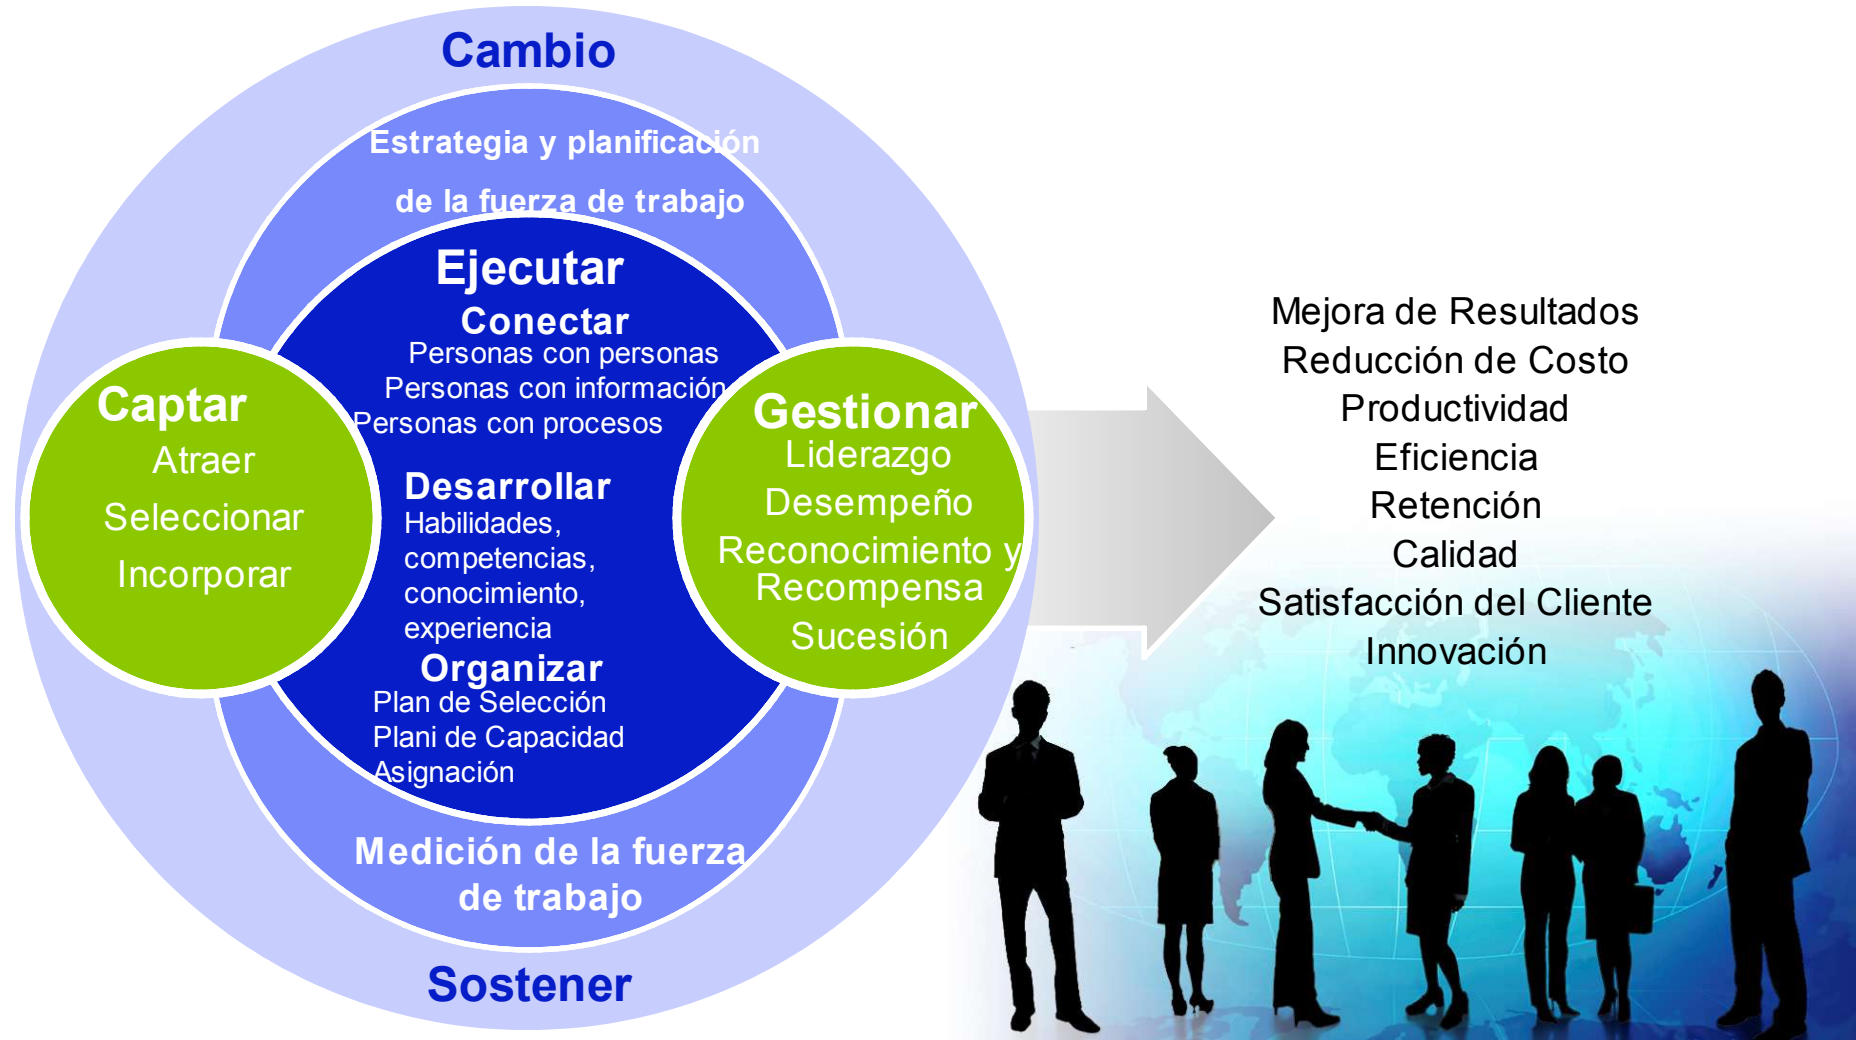 Cambio
Estrategia y planificación
de la fuerza de trabajo
Ejecutar
Conectar
Personas con personas
Personas con información
Personas con procesos
Desarrollar
Habilidades,
competencias,
conocimiento,
experiencia
Organizar
Plan de Selección
Plani de Capacidad
Asignación
Captar
Atraer
Seleccionar
Incorporar
Gestionar
Liderazgo
Desempeño
Reconocimiento y
Recompensa
Sucesión
Medición de la fuerza
de trabajo
Sostener
Mejora de Resultados
Reducción de Costo
Productividad
Eficiencia
Retención
Calidad
Satisfacción del Cliente
Innovación